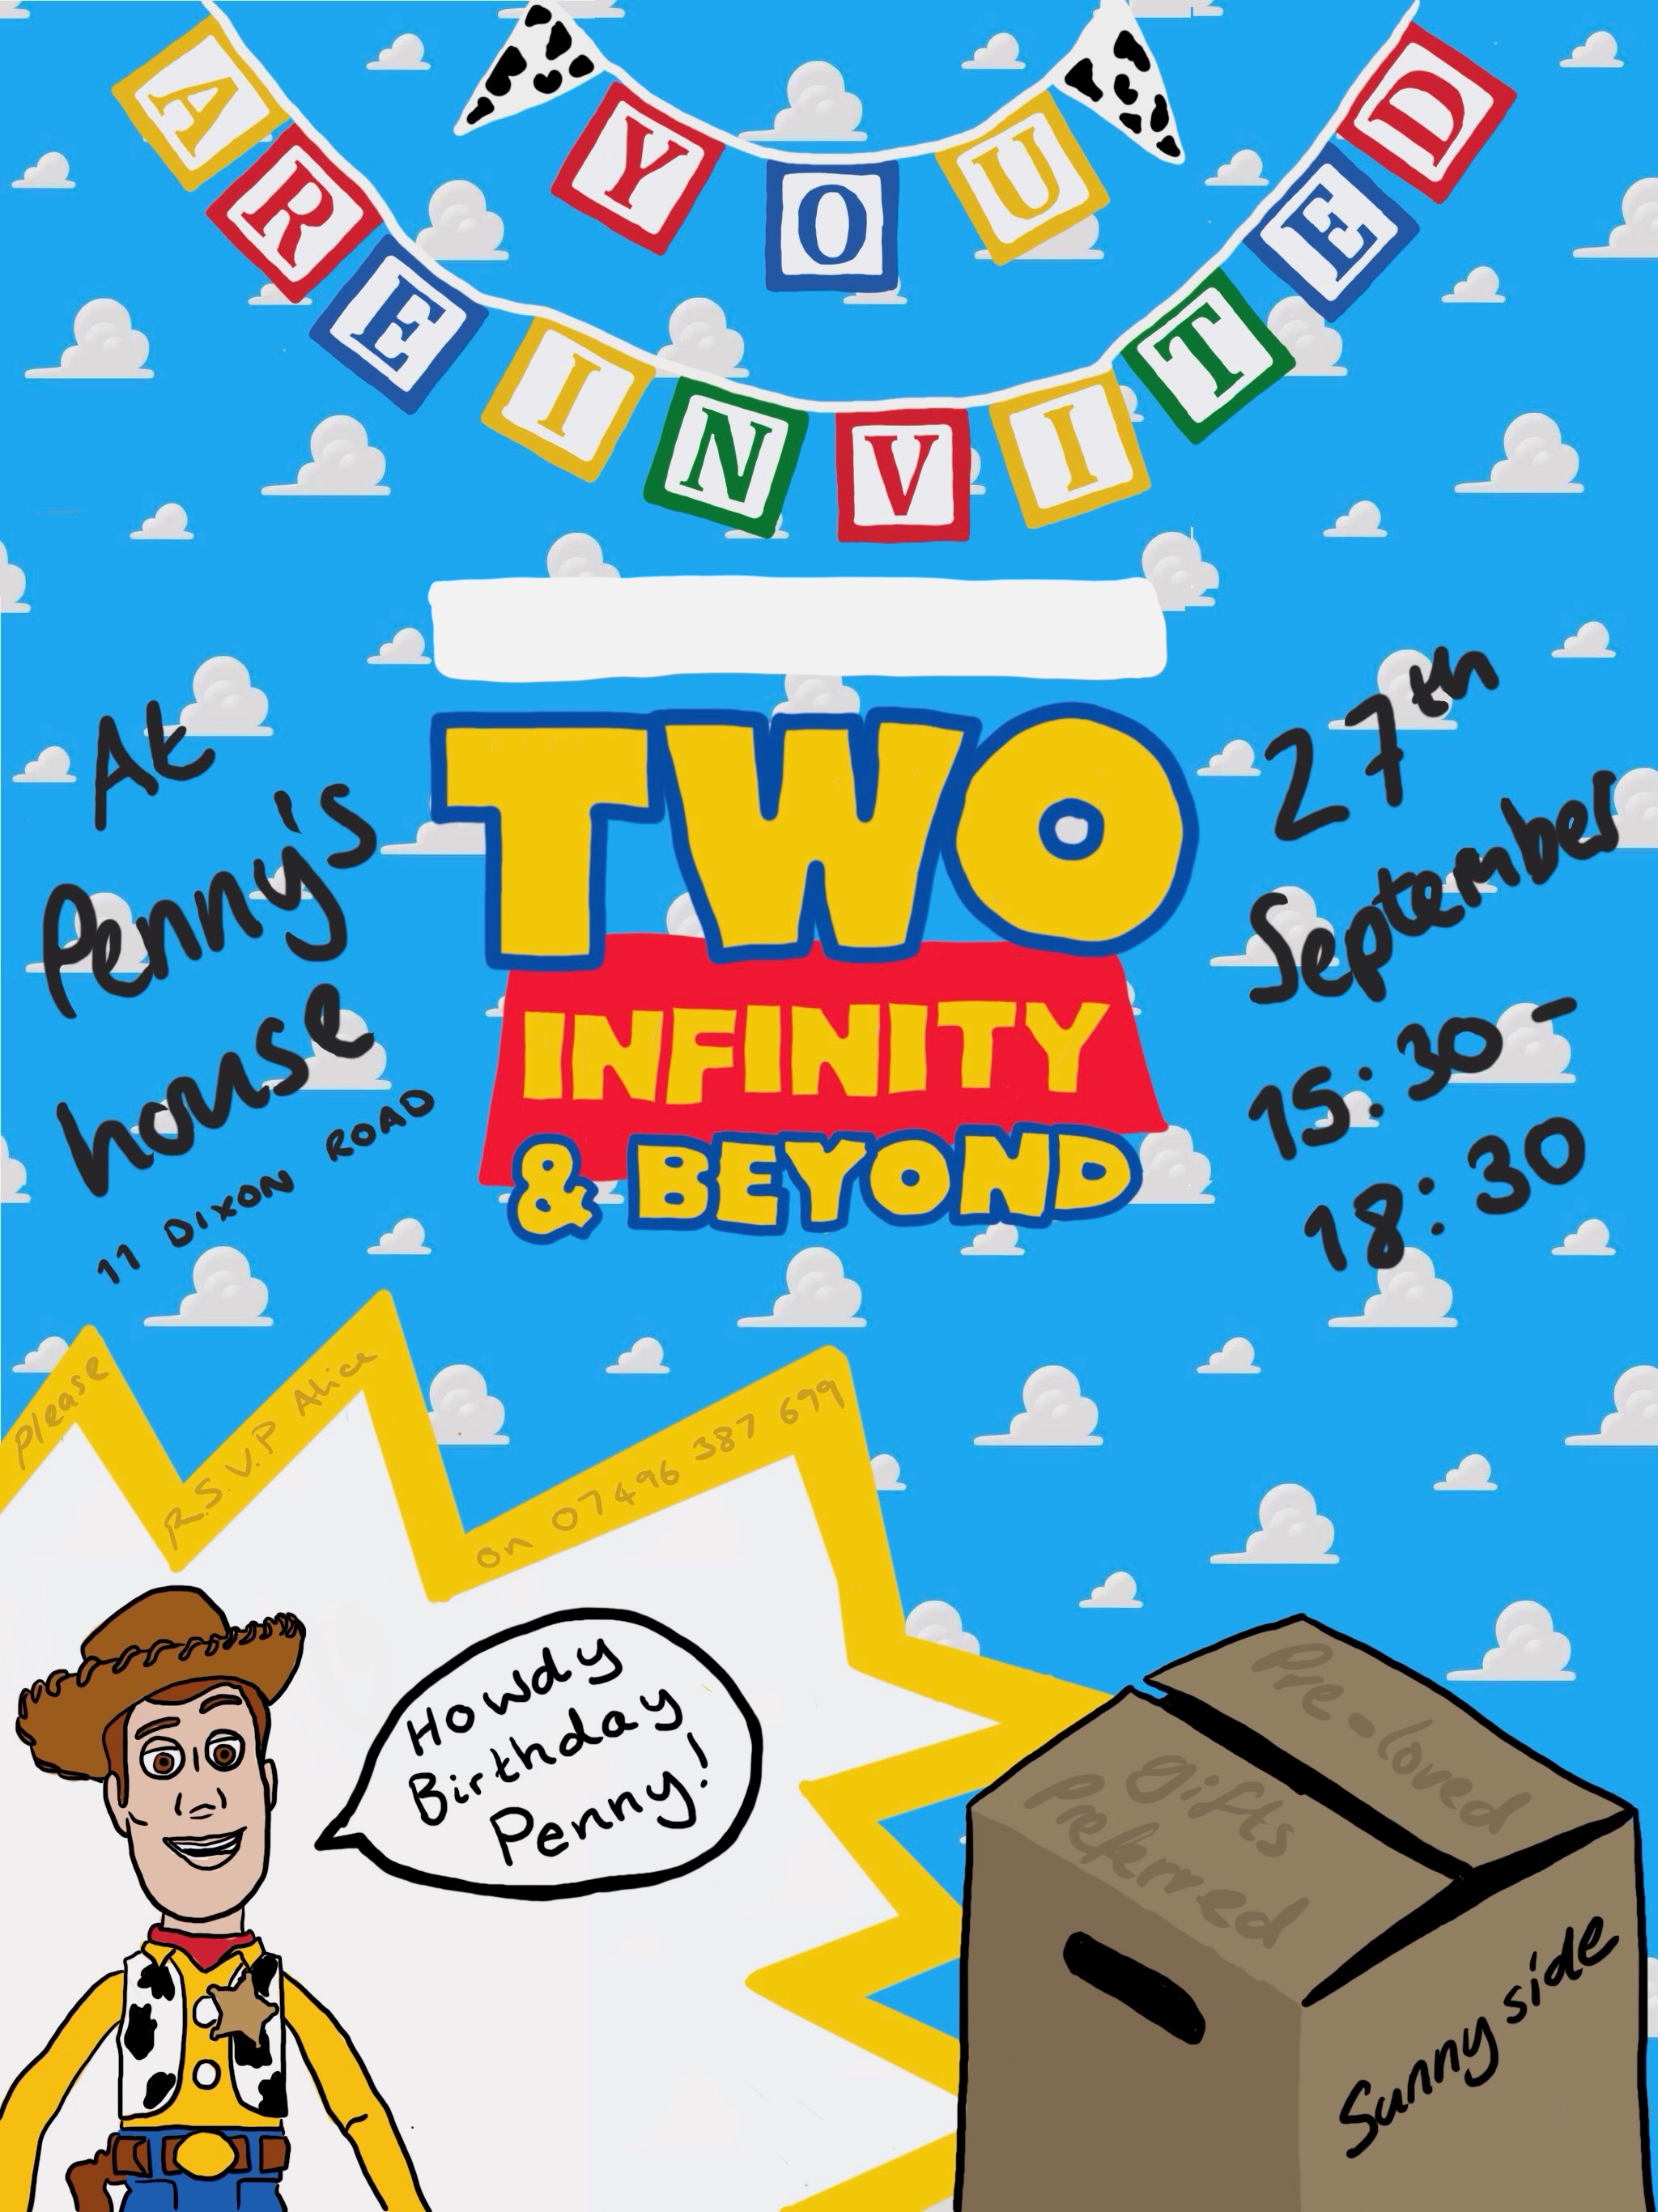 YOU
ARE INVITED
At
Penny's
house
11 DIXON ROAD
TWO
INFINITY
& BEYOND
27th
September
15:30-
18:30
please
R.S.V.P Alice
on 07496 387 699
Howdy
Birthday
Penny!
Pre-loved
gifts
Preferred
Sunnyside